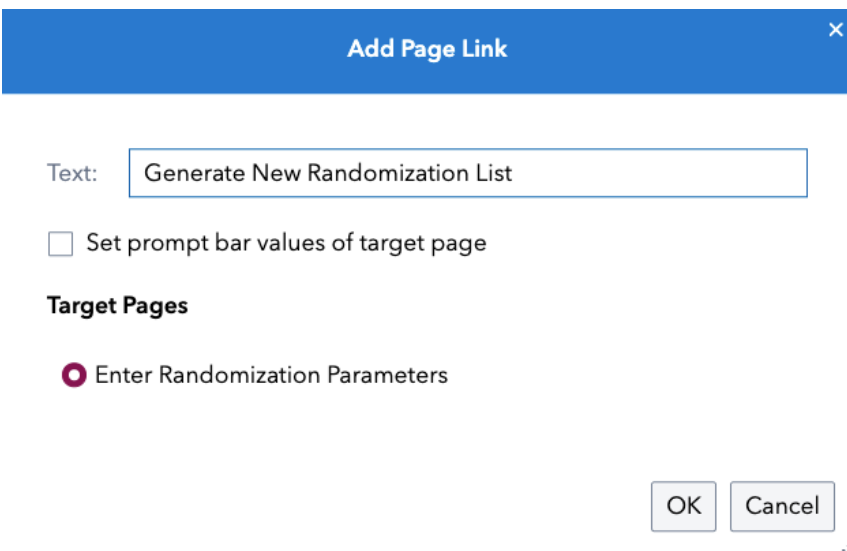 Add Page Link
Text: Generate New Randomization List
Set prompt bar values of target page
Target Pages
Enter Randomization Parameters
OK Cancel